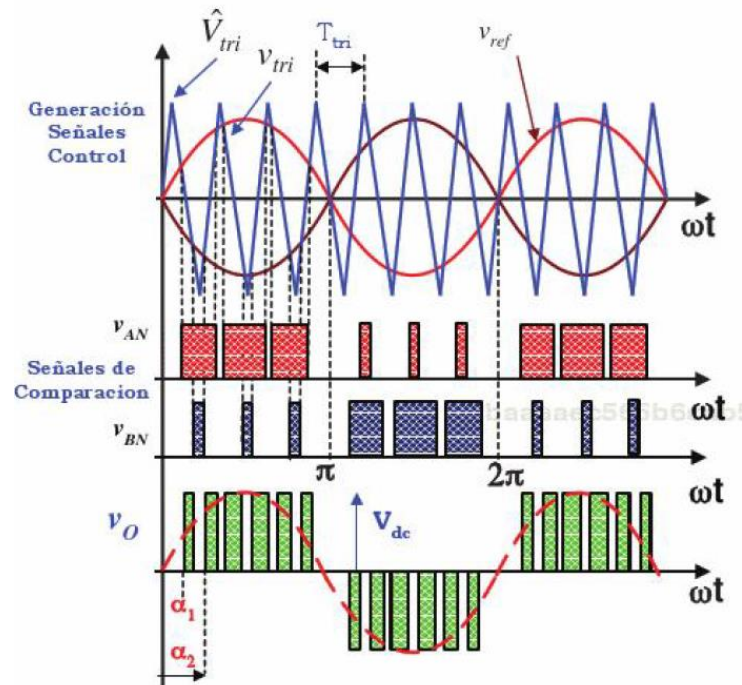 V̂tri
vtri
Ttri
vref
Generación
Señales
Control
ωt
vAN
Señales de
Comparacion
ωt
vBN
π
2π
ωt
vO
Vdc
ωt
α1
α2